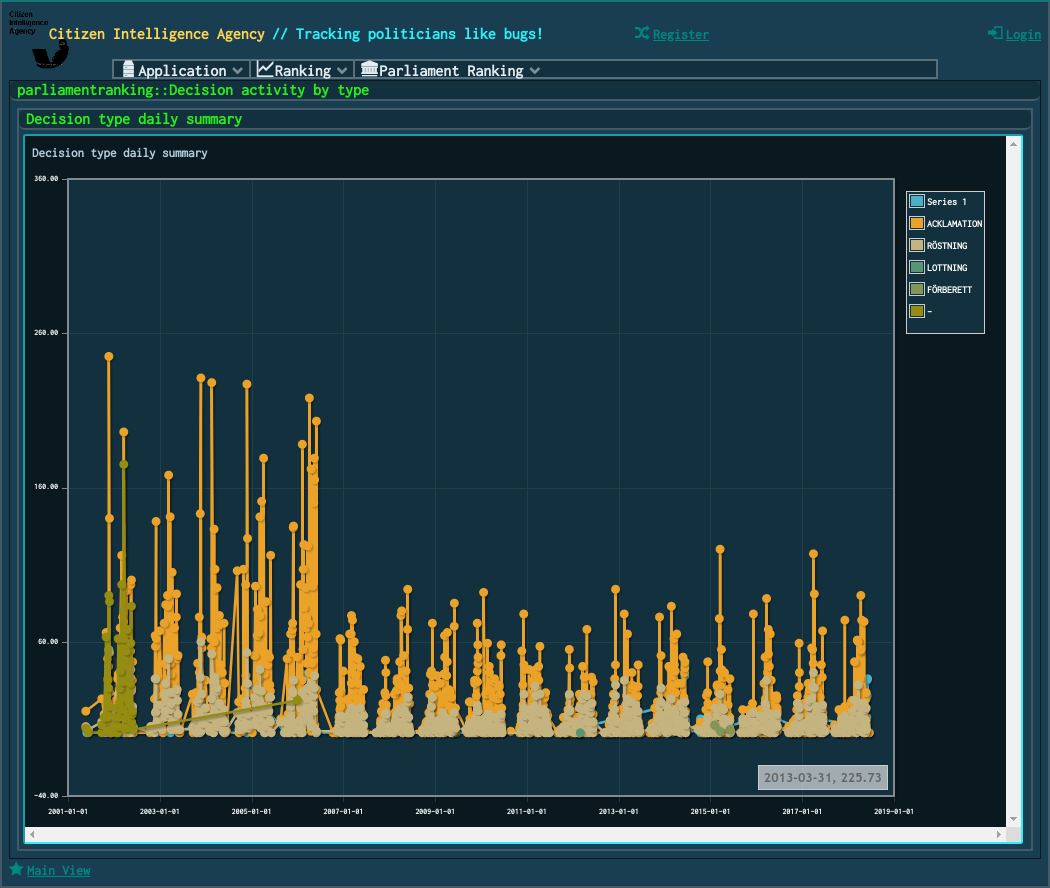 Citizen
Intelligence
Agency
Citizen Intelligence Agency // Tracking politicians like bugs!
Register
Login
Application
Ranking
Parliament Ranking
parliamentranking::Decision activity by type
Decision type daily summary
Decision type daily summary
360.00
260.00
160.00
60.00
-40.00
2001-01-01
2003-01-01
2005-01-01
2007-01-01
2009-01-01
2011-01-01
2013-01-01
2015-01-01
2017-01-01
2019-01-01
Series 1
ACKLAMATION
RÖSTNING
LOTTNING
FÖRBERETT
-
2013-03-31, 225.73
Main View